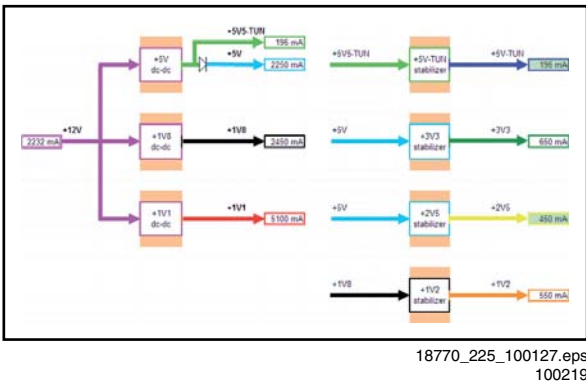 +5V5-TUN
196 mA
+5V
dc-dc
+5V
2250 mA
+5V5-TUN
+5V-TUN
stabilizer
+5V-TUN
196 mA
2232 mA
+12V
+1V8
dc-dc
+1V8
2450 mA
+5V
+3V3
stabilizer
+3V3
650 mA
+1V1
dc-dc
+1V1
5100 mA
+5V
+2V5
stabilizer
+2V5
450 mA
+1V8
+1V2
stabilizer
+1V2
550 mA
18770_225_100127.eps
100219